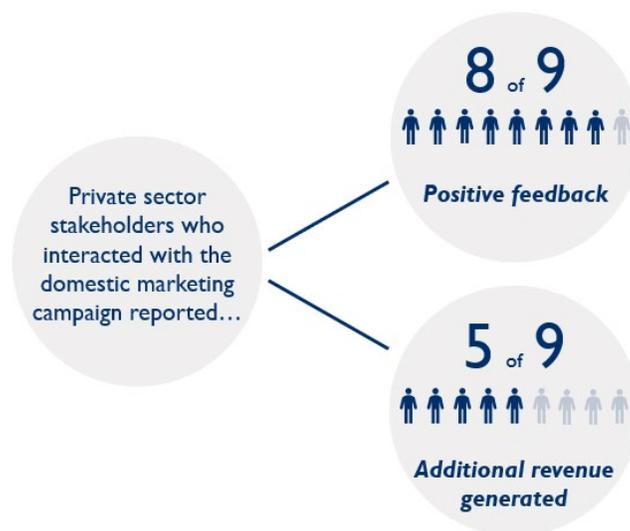 Private sector
stakeholders who
interacted with the
domestic marketing
campaign reported...
8 of 9
Positive feedback
5 of 9
Additional revenue
generated